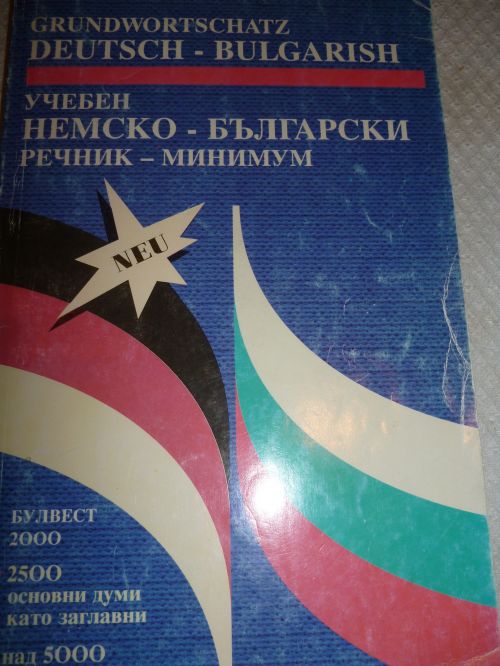 GRUNDWORTSCHATZ
DEUTSCH - BULGARISH
УЧЕБЕН
НЕМСКО - БЪЛГАРСКИ
РЕЧНИК – МИНИМУМ
NEU
БУЛВЕСТ
2000
2500
основни думи
като заглавни
над 5000